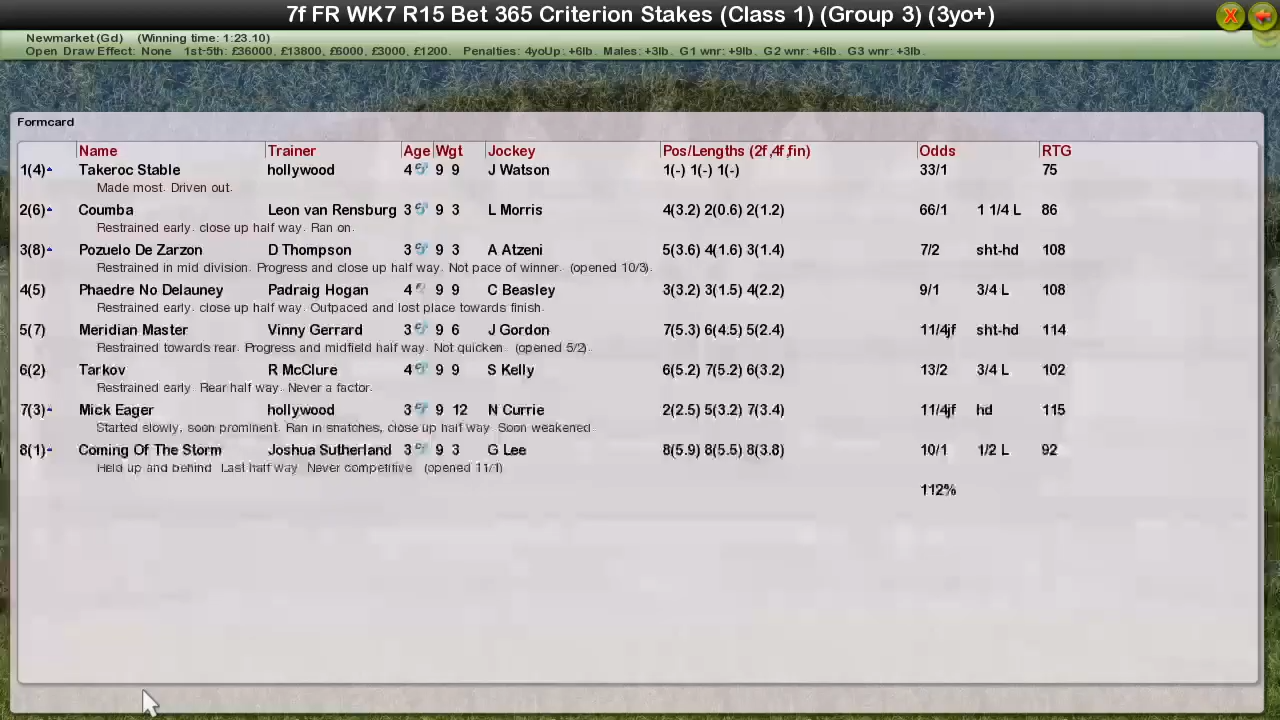 7f FR WK7 R15 Bet 365 Criterion Stakes (Class 1) (Group 3) (3yo+)
Newmarket (Gd) (Winning time: 1:23.10)
Open Draw Effect: None 1st-5th: £36000, £13800, £6000, £3000, £1200. Penalties: 4yoUp: +6lb. Males: +3lb. G1 wnr: +9lb. G2 wnr: +6lb. G3 wnr: +3lb.
Formcard
Name Trainer Age Wgt Jockey Pos/Lengths (2f,4f,fin) Odds RTG
1(4) Takeroc Stable hollywood 4 9 9 J Watson 1(-) 1(-) 1(-) 33/1 75
Made most. Driven out.
2(6) Coumba Leon van Rensburg 3 9 3 L Morris 4(3.2) 2(0.6) 2(1.2) 66/1 1 1/4 L 86
Restrained early. close up half way. Ran on.
3(8) Pozuelo De Zarzon D Thompson 3 9 3 A Atzeni 5(3.6) 4(1.6) 3(1.4) 7/2 sht-hd 108
Restrained in mid division. Progress and close up half way. Not pace of winner. (opened 10/3).
4(5) Phaedre No Delauney Padraig Hogan 4 9 9 C Beasley 3(3.2) 3(1.5) 4(2.2) 9/1 3/4 L 108
Restrained early. close up half way. Outpaced and lost place towards finish.
5(7) Meridian Master Vinny Gerrard 3 9 6 J Gordon 7(5.3) 6(4.5) 5(2.4) 11/4jf sht-hd 114
Restrained towards rear. Progress and midfield half way. Not quicken. (opened 5/2).
6(2) Tarkov R McClure 4 9 9 S Kelly 6(5.2) 7(5.2) 6(3.2) 13/2 3/4 L 102
Restrained early. Rear half way. Never a factor.
7(3) Mick Eager hollywood 3 9 12 N Currie 2(2.5) 5(3.2) 7(3.4) 11/4jf hd 115
Started slowly, soon prominent. Ran in snatches, close up half way. Soon weakened.
8(1) Coming Of The Storm Joshua Sutherland 3 9 3 G Lee 8(5.9) 8(5.5) 8(3.8) 10/1 1/2 L 92
Held up and behind. Last half way. Never competitive. (opened 11/1)
112%